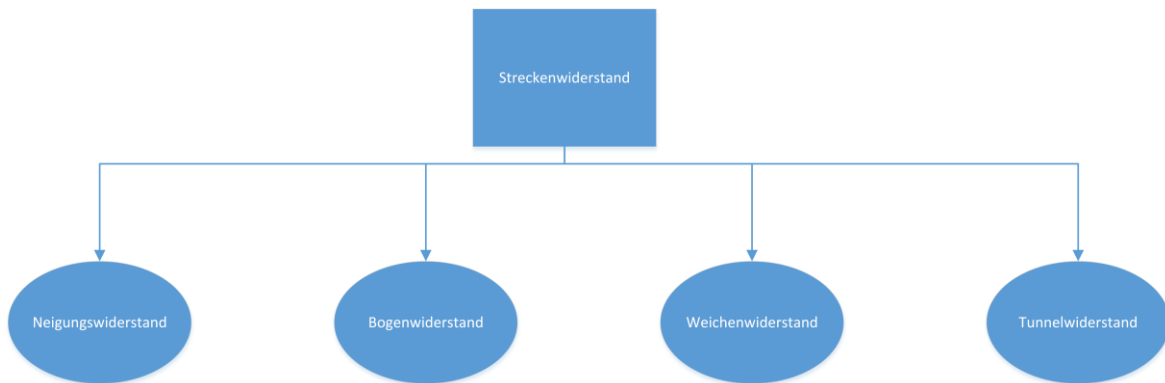 Streckenwiderstand
Neigungswiderstand
Bogenwiderstand
Weichenwiderstand
Tunnelwiderstand